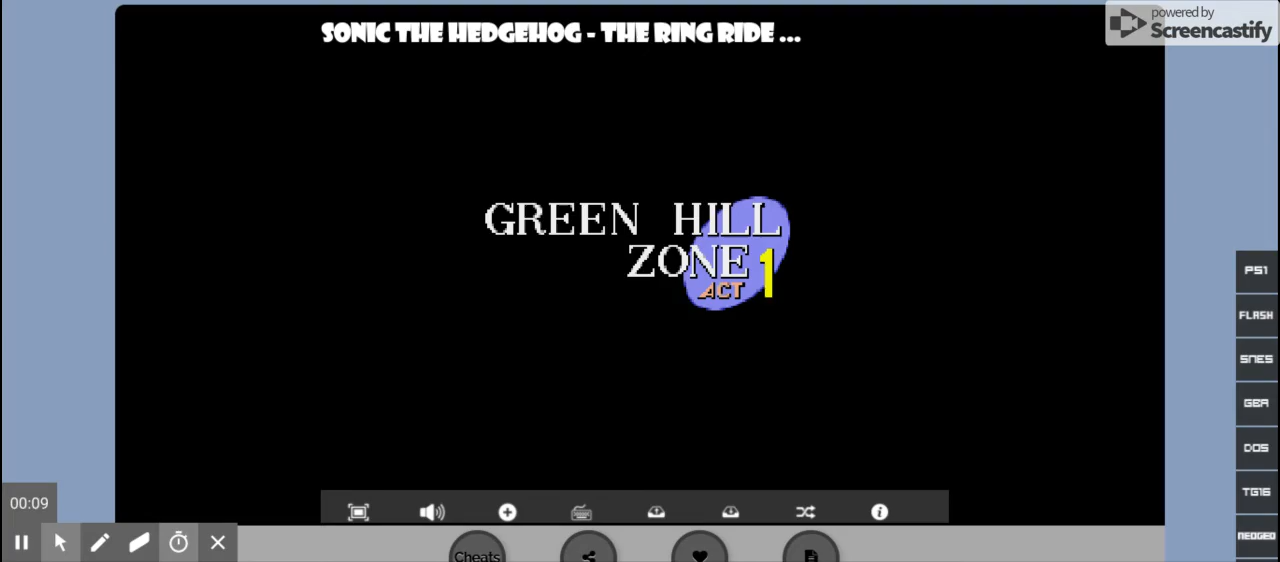 powered by
Screencastify
SONIC THE HEDGEHOG - THE RING RIDE ...
GREEN HILL
ZONE
ACT 1
PS1
FLASH
SNES
GBA
DOS
TG16
NEOGEO
00:09
Cheats